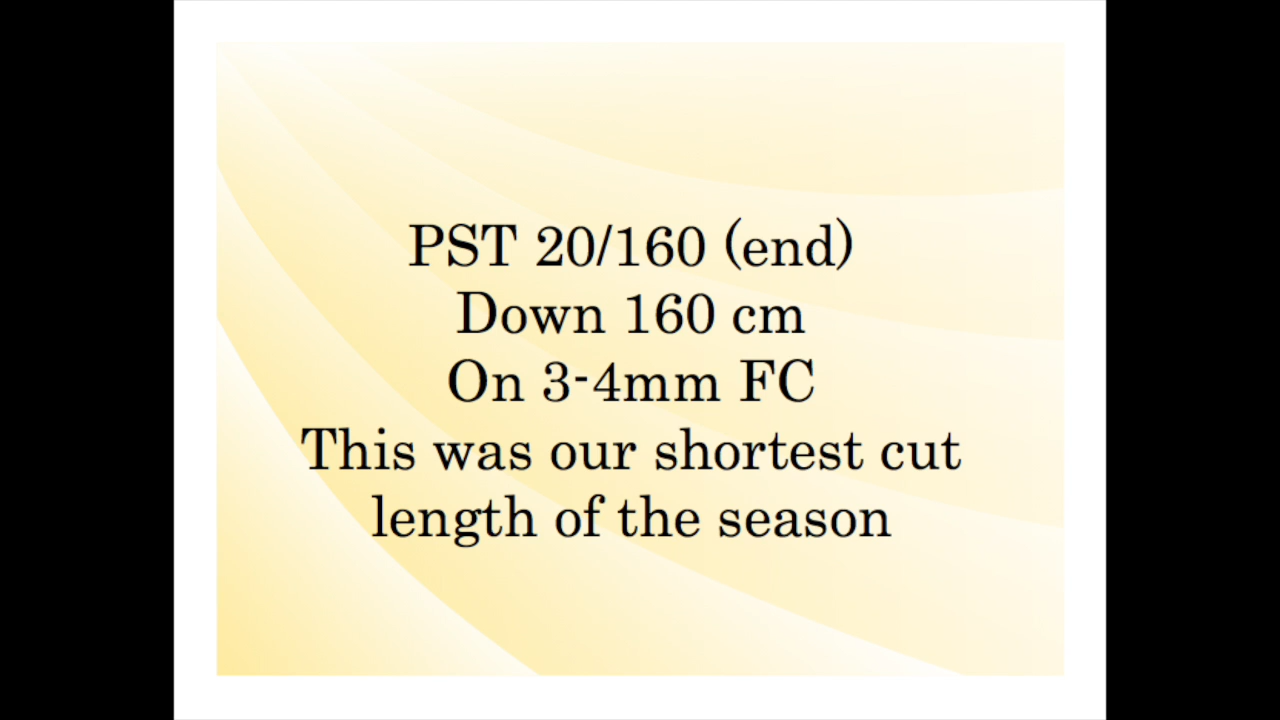 PST 20/160 (end)
Down 160 cm
On 3-4mm FC
This was our shortest cut
length of the season